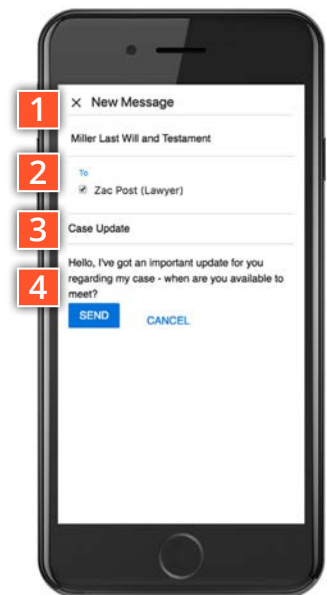 1
× New Message
Miller Last Will and Testament
2
To
Zac Post (Lawyer)
3
Case Update
Hello, I've got an important update for you
4
regarding my case - when are you available to
meet?
SEND CANCEL